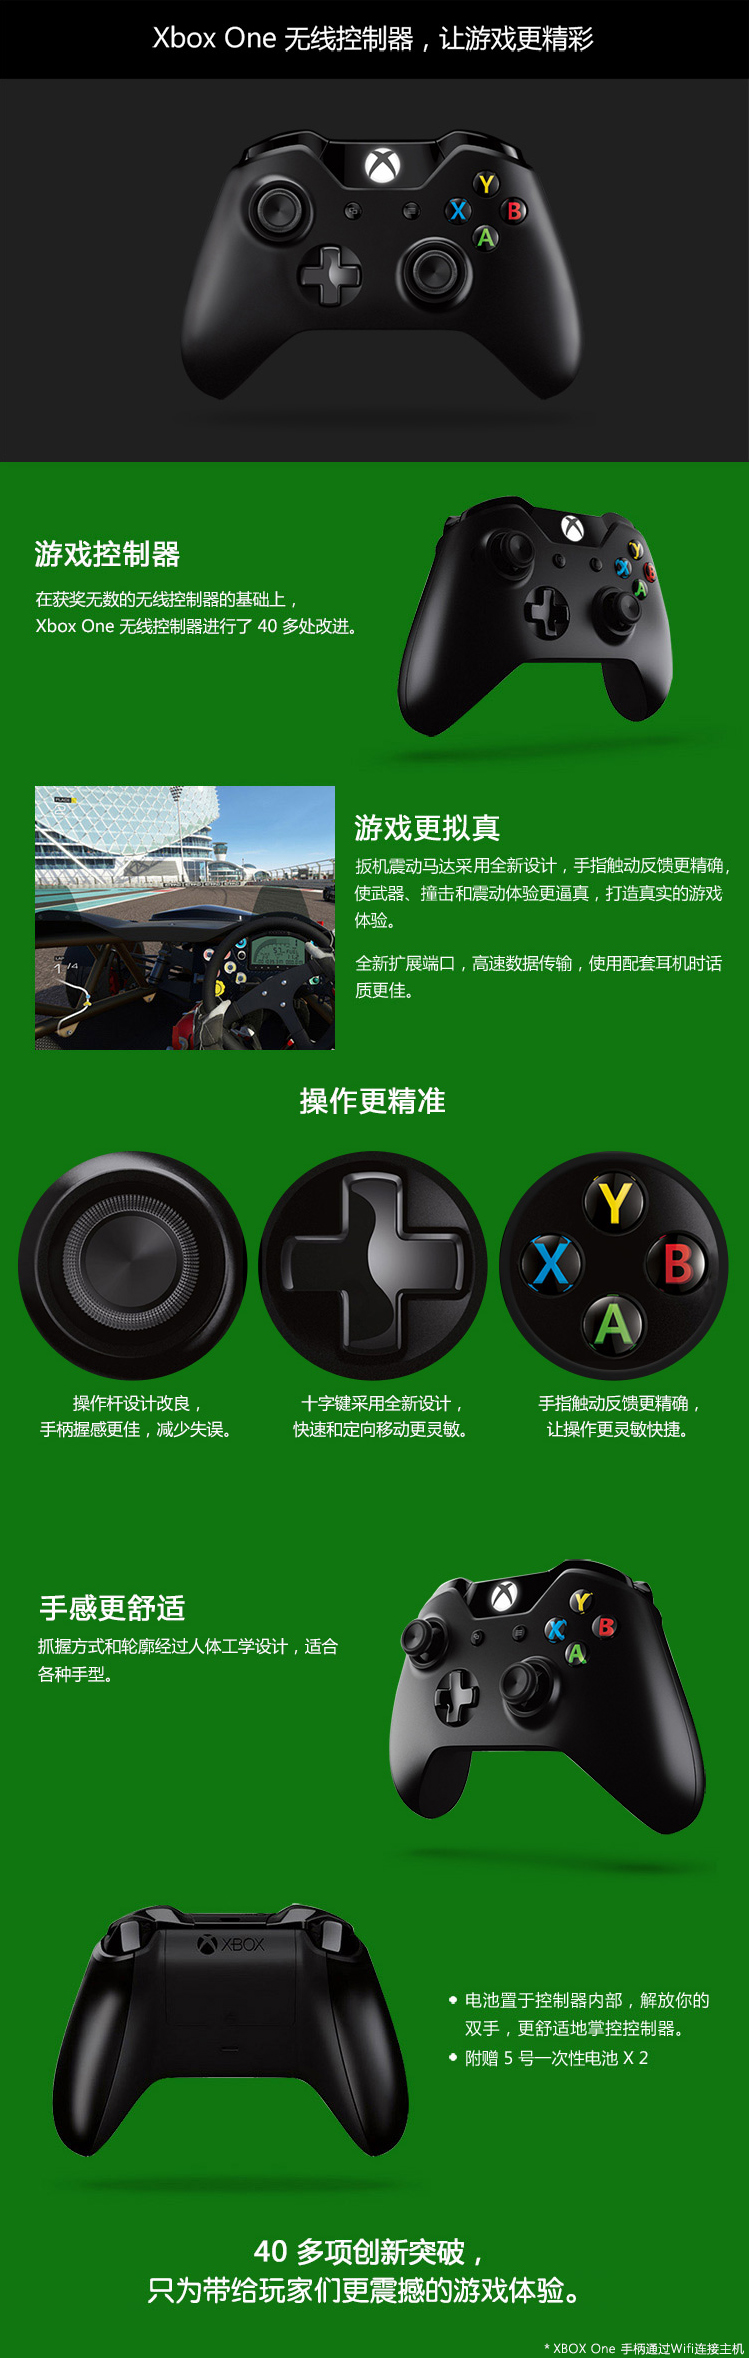 Xbox One 无线控制器，让游戏更精彩
Y
X
B
A
游戏控制器
在获奖无数的无线控制器的基础上，
Xbox One 无线控制器进行了 40 多处改进。
Y
X
B
A
PLACE
1/4
游戏更拟真
扳机震动马达采用全新设计，手指触动反馈更精确，
使武器、撞击和震动体验更逼真，打造真实的游戏
体验。
全新扩展端口，高速数据传输，使用配套耳机时话
质更佳。
操作更精准
Y
X
B
A
操作杆设计改良，
手柄握感更佳，减少失误。
十字键采用全新设计，
快速和定向移动更灵敏。
手指触动反馈更精确，
让操作更灵敏快捷。
手感更舒适
抓握方式和轮廓经过人体工学设计，适合
各种手型。
Y
X
B
A
XBOX
• 电池置于控制器内部，解放你的
双手，更舒适地掌控控制器。
• 附赠 5 号一次性电池 X 2
40 多项创新突破，
只为带给玩家们更震撼的游戏体验。
* XBOX One 手柄通过Wifi连接主机